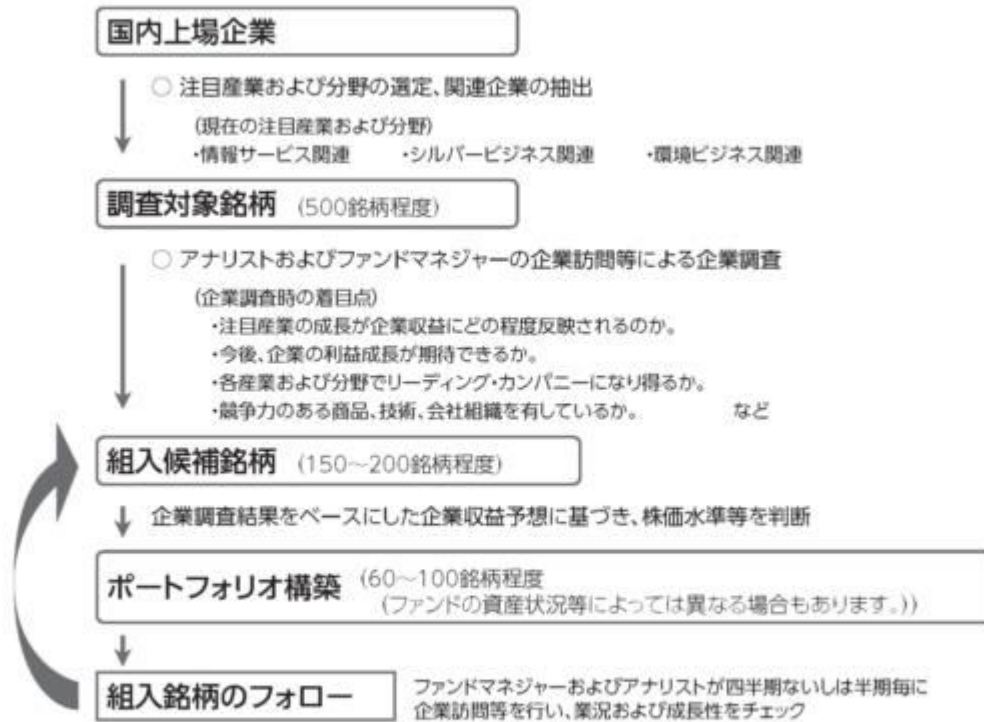 国内上場企業
○ 注目産業および分野の選定、関連企業の抽出
(現在の注目産業および分野)
・情報サービス関連 ・シルバービジネス関連 ・環境ビジネス関連
調査対象銘柄 (500銘柄程度)
○ アナリストおよびファンドマネジャーの企業訪問等による企業調査
(企業調査時の着目点)
・注目産業の成長が企業収益にどの程度反映されるのか。
・今後、企業の利益成長が期待できるか。
・各産業および分野でリーディング・カンパニーになり得るか。
・競争力のある商品、技術、会社組織を有しているか。 など
組入候補銘柄 (150～200銘柄程度)
企業調査結果をベースにした企業収益予想に基づき、株価水準等を判断
ポートフォリオ構築 (60～100銘柄程度
(ファンドの資産状況等によっては異なる場合もあります。))
組入銘柄のフォロー
ファンドマネジャーおよびアナリストが四半期ないしは半期毎に
企業訪問等を行い、業況および成長性をチェック